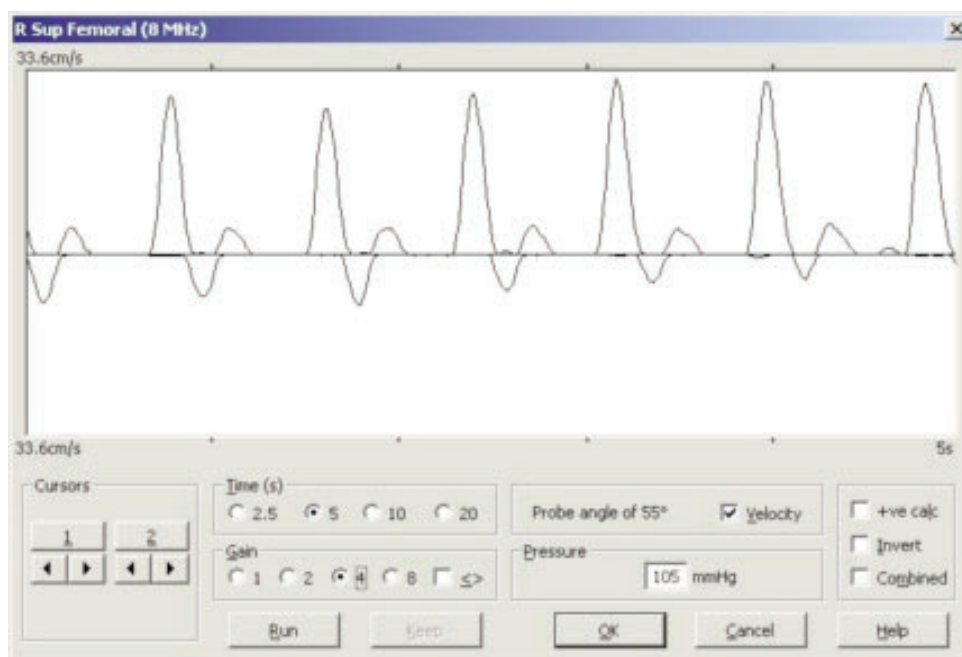 R Sup Femoral (8 MHz)
33.6cm/s
33.6cm/s
5s
Cursors
1 2
Time (s)
2.5 5 10 20
Gain
1 2 4 8 <>
Probe angle of 55° Velocity
Pressure
105 mmHg
+ve calc
Invert
Combined
Run Keep OK Cancel Help